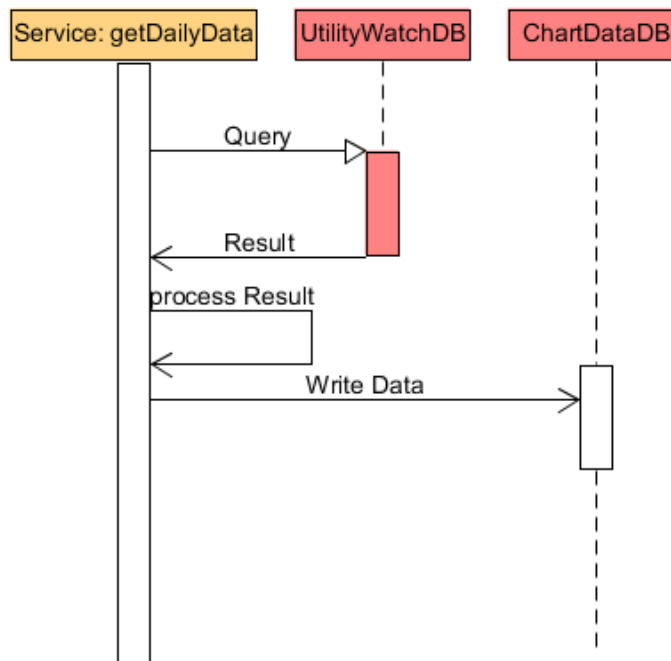 Service: getDailyData
UtilityWatchDB
ChartDataDB
Query
Result
process Result
Write Data